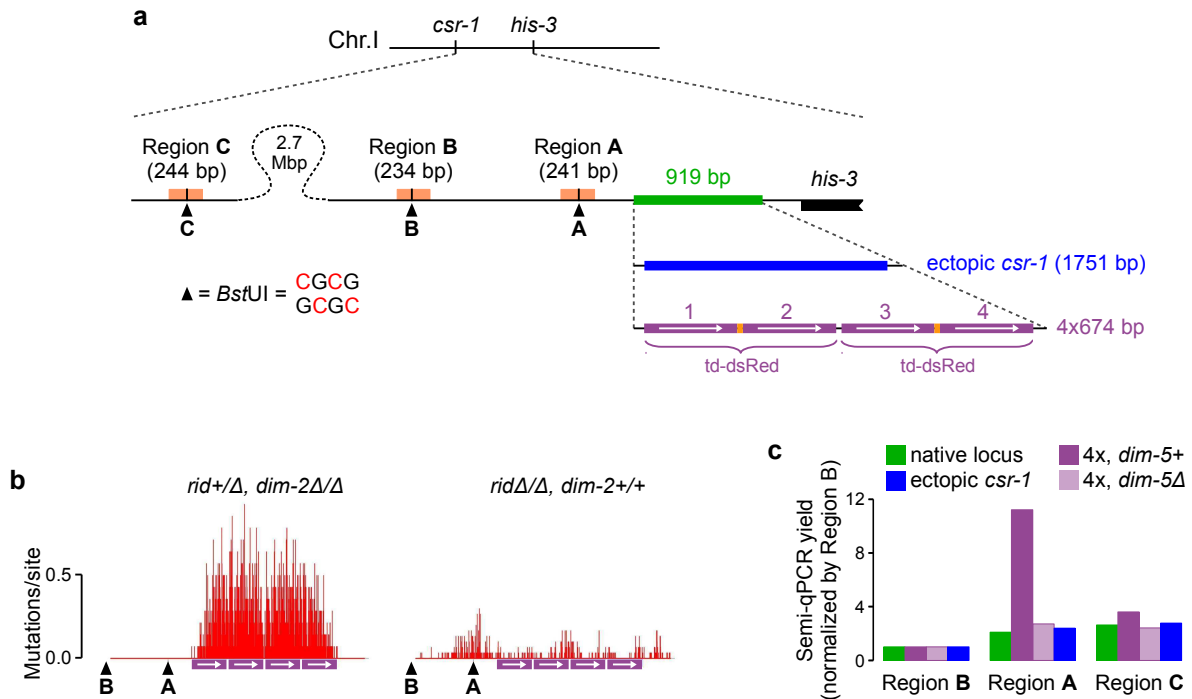 a
csr-1
his-3
Chr.I
Region C
(244 bp)
2.7
Mbp
Region B
(234 bp)
Region A
(241 bp)
919 bp
his-3
C
B
A
ectopic csr-1 (1751 bp)
▲ = BstUI = CGCG
GCGC
1
2
3
4
4x674 bp
td-dsRed
td-dsRed
b
rid+/Δ, dim-2Δ/Δ
ridΔ/Δ, dim-2+/+
Mutations/site
0.5
0.0
B
A
B
A
c
native locus
ectopic csr-1
4x, dim-5+
4x, dim-5Δ
Semi-qPCR yield
(normalized by Region B)
12
8
4
0
Region B
Region A
Region C